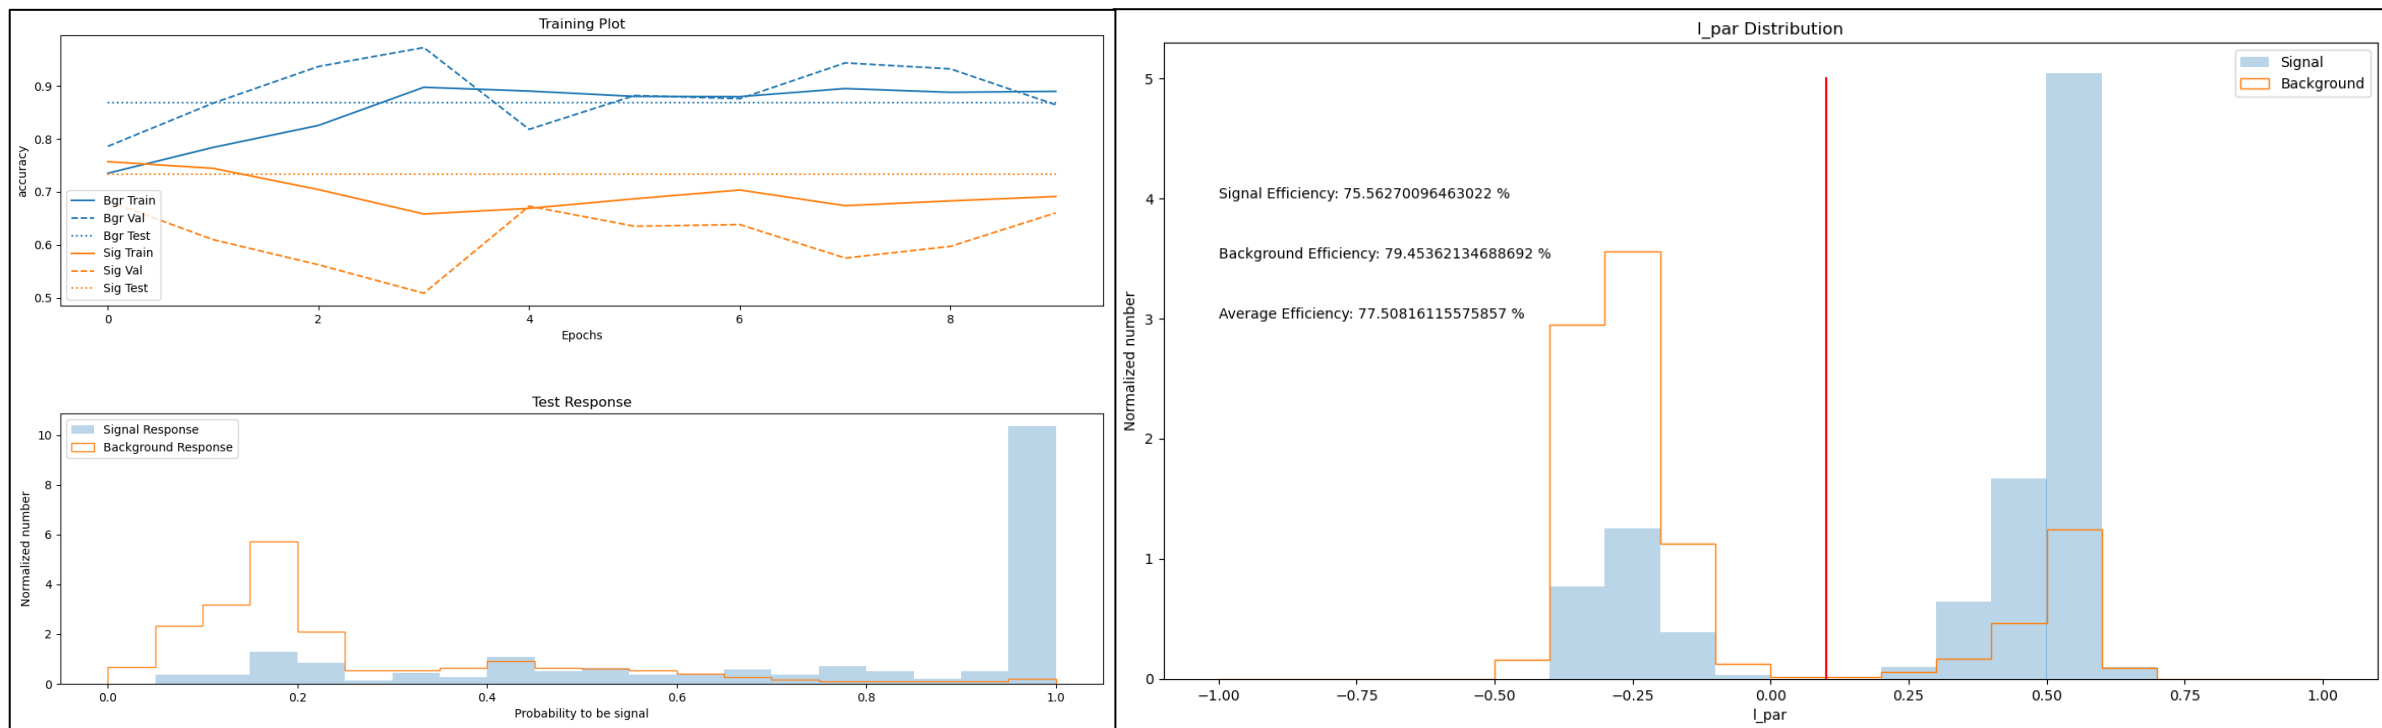 Training Plot
accuracy
0.9
0.8
0.7
0.6
0.5
Bgr Train
Bgr Val
Bgr Test
Sig Train
Sig Val
Sig Test
0 2 4 6 8
Epochs
Test Response
Normalized number
10
8
6
4
2
0
Signal Response
Background Response
0.0 0.2 0.4 0.6 0.8 1.0
Probability to be signal
l_par Distribution
Normalized number
5
4
3
2
1
0
Signal
Background
Signal Efficiency: 75.56270096463022 %
Background Efficiency: 79.45362134688692 %
Average Efficiency: 77.50816115575857 %
−1.00 −0.75 −0.50 −0.25 0.00 0.25 0.50 0.75 1.00
l_par